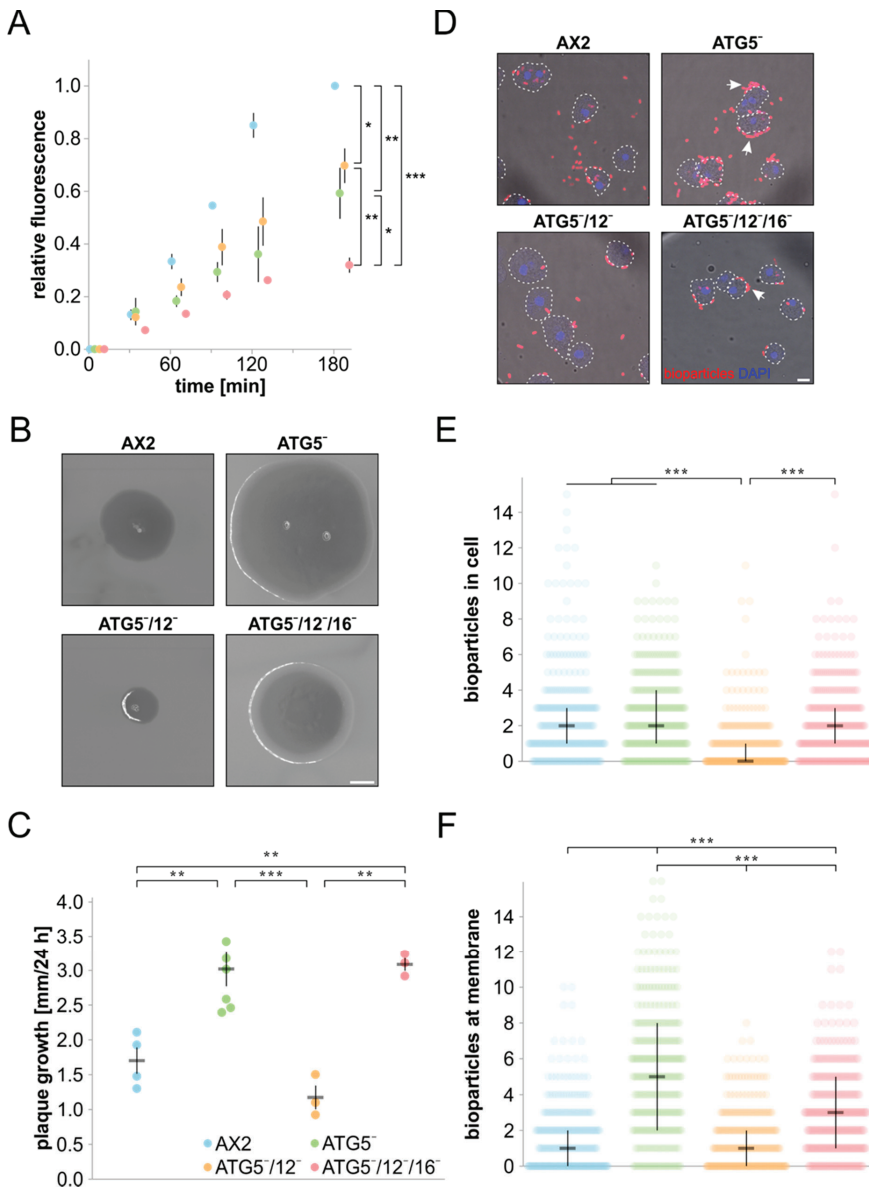 A
1.0
0.8
0.6
0.4
0.2
0.0
relative fluorescence
0
60
120
180
time [min]
*
**
***
**
*
B
AX2
ATG5⁻
ATG5⁻/12⁻
ATG5⁻/12⁻/16⁻
C
**
**
***
**
4.0
3.5
3.0
2.5
2.0
1.5
1.0
0.5
0.0
plaque growth [mm/24 h]
AX2
ATG5⁻
ATG5⁻/12⁻
ATG5⁻/12⁻/16⁻
D
AX2
ATG5⁻
ATG5⁻/12⁻
ATG5⁻/12⁻/16⁻
bioparticles DAPI
E
***
***
14
12
10
8
6
4
2
0
bioparticles in cell
F
***
***
14
12
10
8
6
4
2
0
bioparticles at membrane